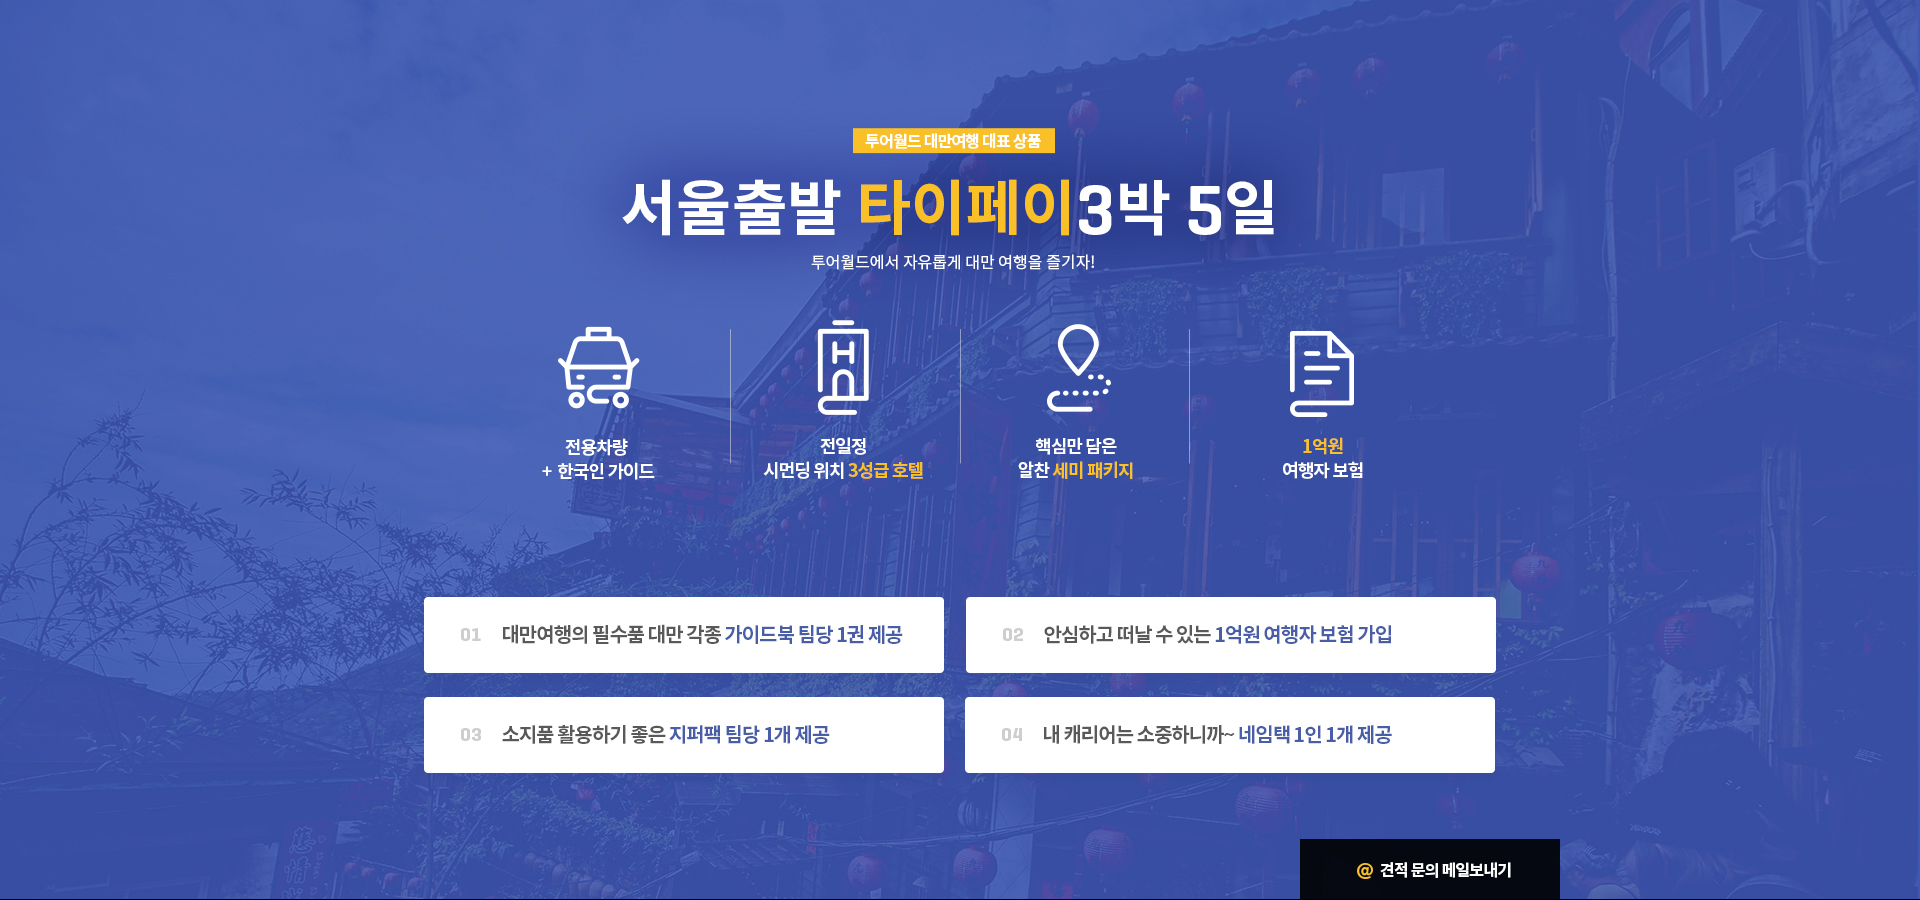 투어월드 대만여행 대표 상품
서울출발 타이페이3박 5일
투어월드에서 자유롭게 대만 여행을 즐기자!
전용차량
+ 한국인 가이드
전일정
시먼딩 위치 3성급 호텔
핵심만 담은
알찬 세미 패키지
1억원
여행자 보험
01 대만여행의 필수품 대만 각종 가이드북 팀당 1권 제공
02 안심하고 떠날 수 있는 1억원 여행자 보험 가입
03 소지품 활용하기 좋은 지퍼팩 팀당 1개 제공
04 내 캐리어는 소중하니까~ 네임택 1인 1개 제공
@ 견적 문의 메일보내기